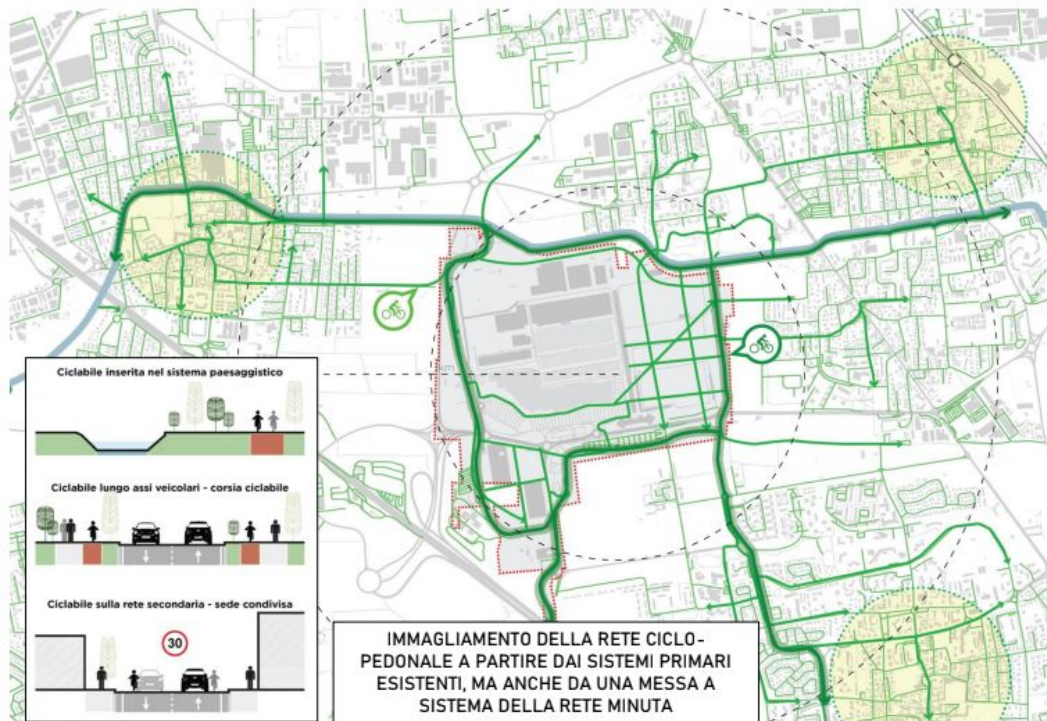 Ciclabile inserita nel sistema paesaggistico
Ciclabile lungo assi veicolari - corsia ciclabile
Ciclabile sulla rete secondaria - sede condivisa
30
IMMAGLIAMENTO DELLA RETE CICLO-
PEDONALE A PARTIRE DAI SISTEMI PRIMARI
ESISTENTI, MA ANCHE DA UNA MESSA A
SISTEMA DELLA RETE MINUTA